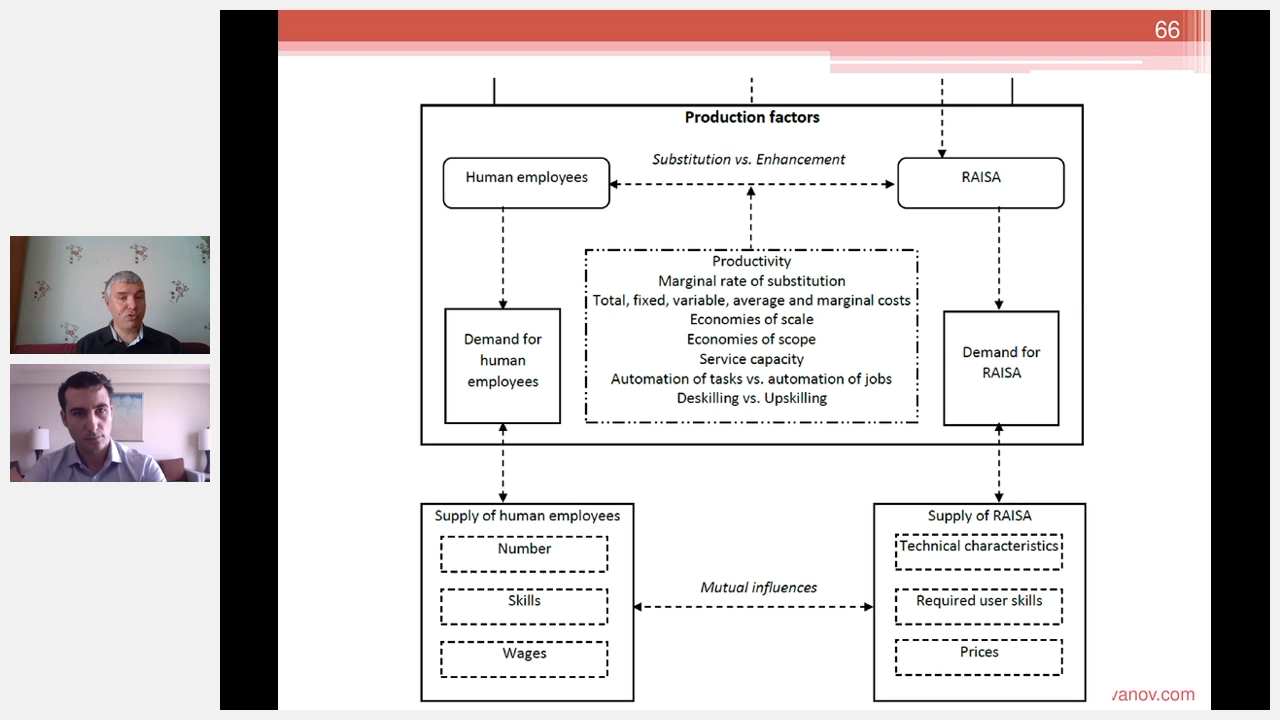 66
Production factors
Substitution vs. Enhancement
Human employees
RAISA
Productivity
Marginal rate of substitution
Total, fixed, variable, average and marginal costs
Economies of scale
Economies of scope
Service capacity
Automation of tasks vs. automation of jobs
Deskilling vs. Upskilling
Demand for
human
employees
Demand for
RAISA
Supply of human employees
Number
Skills
Wages
Mutual influences
Supply of RAISA
Technical characteristics
Required user skills
Prices
vanov.com